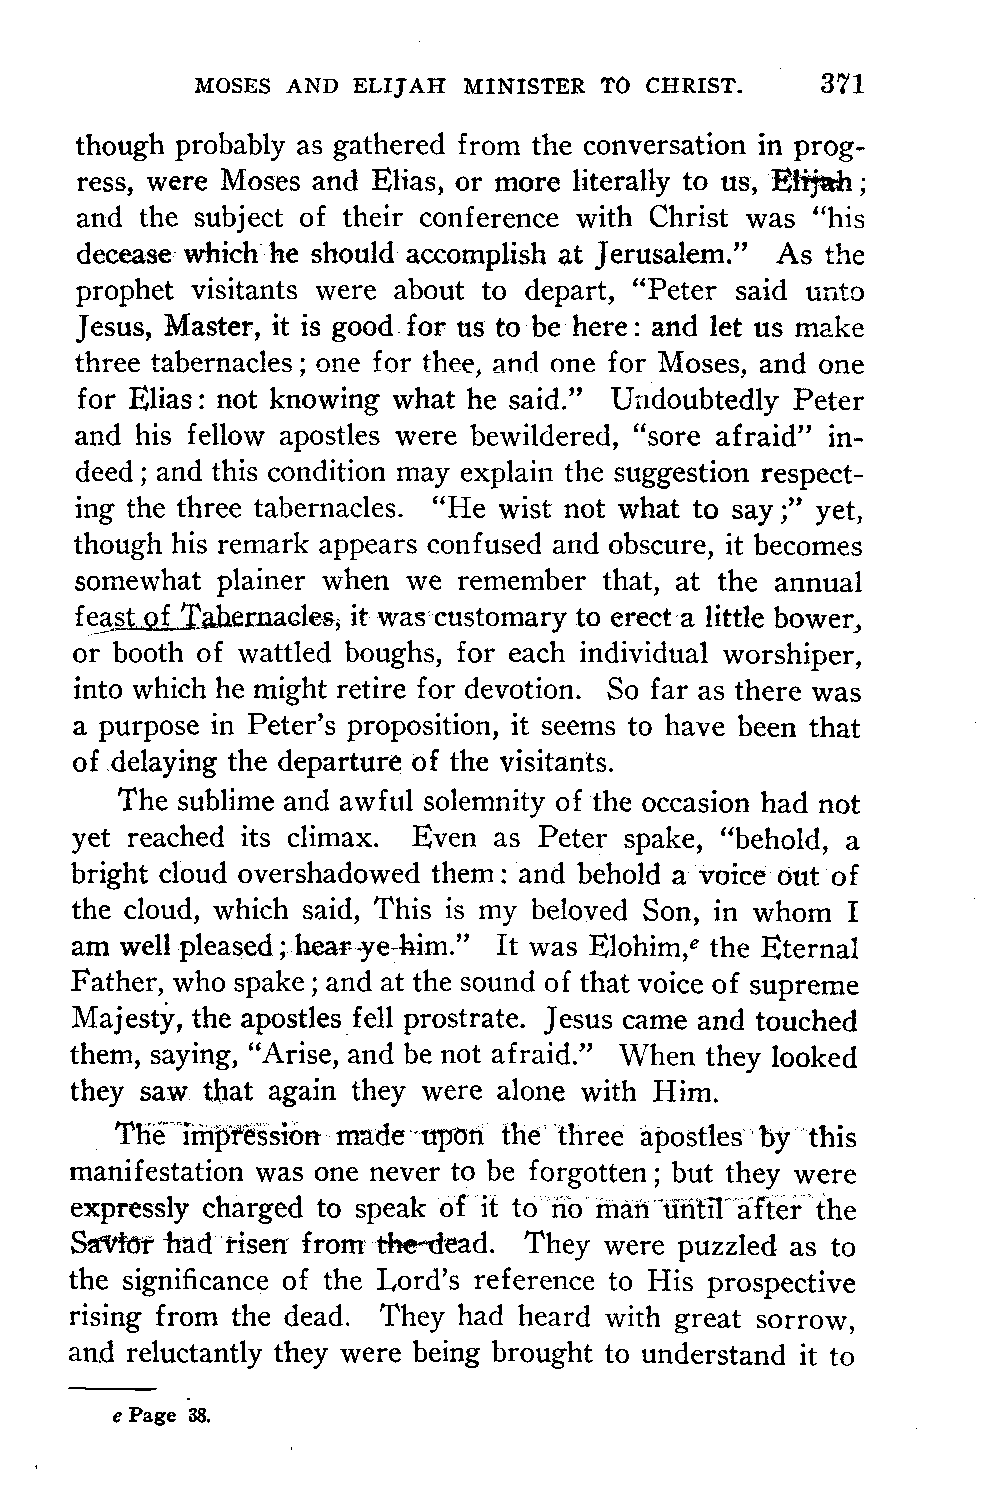 MOSES AND ELIJAH MINISTER TO CHRIST. 371
though probably as gathered from the conversation in prog-
ress, were Moses and Elias, or more literally to us, Elijah;
and the subject of their conference with Christ was “his
decease which he should accomplish at Jerusalem.” As the
prophet visitants were about to depart, “Peter said unto
Jesus, Master, it is good for us to be here: and let us make
three tabernacles; one for thee, and one for Moses, and one
for Elias: not knowing what he said.” Undoubtedly Peter
and his fellow apostles were bewildered, “sore afraid” in-
deed; and this condition may explain the suggestion respect-
ing the three tabernacles. “He wist not what to say;” yet,
though his remark appears confused and obscure, it becomes
somewhat plainer when we remember that, at the annual
feast of Tabernacles, it was customary to erect a little bower,
or booth of wattled boughs, for each individual worshiper,
into which he might retire for devotion. So far as there was
a purpose in Peter’s proposition, it seems to have been that
of delaying the departure of the visitants.
The sublime and awful solemnity of the occasion had not
yet reached its climax. Even as Peter spake, “behold, a
bright cloud overshadowed them: and behold a voice out of
the cloud, which said, This is my beloved Son, in whom I
am well pleased; hear ye him.” It was Elohim,e the Eternal
Father, who spake; and at the sound of that voice of supreme
Majesty, the apostles fell prostrate. Jesus came and touched
them, saying, “Arise, and be not afraid.” When they looked
they saw that again they were alone with Him.
The impression made upon the three apostles by this
manifestation was one never to be forgotten; but they were
expressly charged to speak of it to no man until after the
Savior had risen from the dead. They were puzzled as to
the significance of the Lord’s reference to His prospective
rising from the dead. They had heard with great sorrow,
and reluctantly they were being brought to understand it to
e Page 38.